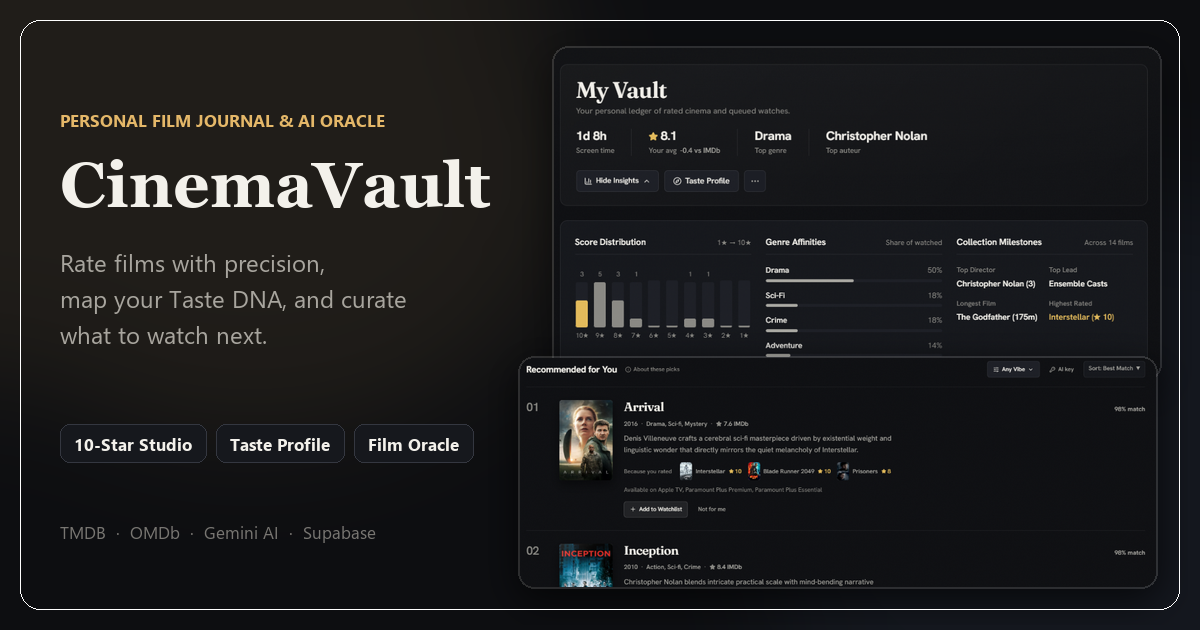 PERSONAL FILM JOURNAL & AI ORACLE
CinemaVault
Rate films with precision,
map your Taste DNA, and curate
what to watch next.
10-Star Studio
Taste Profile
Film Oracle
TMDB · OMDb · Gemini AI · Supabase
My Vault
Your personal ledger of rated cinema and queued watches.
1d 8h
Screen time
★ 8.1
Your avg -0.4 vs IMDb
Drama
Top genre
Christopher Nolan
Top auteur
Hide Insights
Taste Profile
···
Score Distribution
1★ → 10★
3 5 3 1 1 1
10★ 9★ 8★ 7★ 6★ 5★ 4★ 3★ 2★ 1★
Genre Affinities
Share of watched
Drama 50%
Sci-Fi 18%
Crime 18%
Adventure 14%
Collection Milestones
Across 14 films
Top Director
Christopher Nolan (3)
Top Lead
Ensemble Casts
Longest Film
The Godfather (175m)
Highest Rated
Interstellar (★ 10)
Recommended for You
About these picks
Any Vibe
AI key
Sort: Best Match ▼
01
ARRIVAL
Arrival
98% match
2016 · Drama, Sci-Fi, Mystery · ★ 7.6 IMDb
Denis Villeneuve crafts a cerebral sci-fi masterpiece driven by existential weight and
linguistic wonder that directly mirrors the quiet melancholy of Interstellar.
Because you rated Interstellar ★ 10 Blade Runner 2049 ★ 10 Prisoners ★ 8
Available on Apple TV, Paramount Plus Premium, Paramount Plus Essential
+ Add to Watchlist
Not for me
02
INCEPTION
Inception
98% match
2010 · Action, Sci-Fi, Crime · ★ 8.4 IMDb
Christopher Nolan blends intricate practical scale with mind-bending narrative